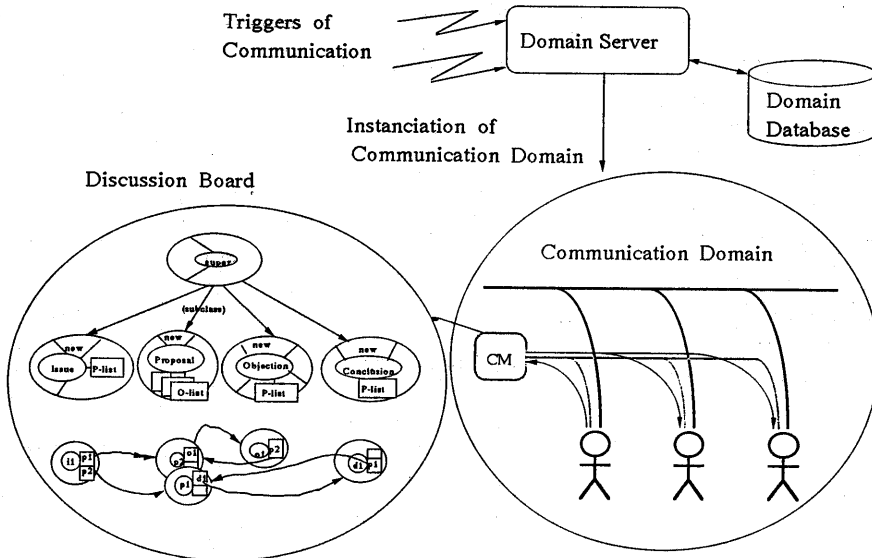 Triggers of
Communication
Domain Server
Domain
Database
Instanciation of
Communication Domain
Discussion Board
Communication Domain
super
(subclass)
new
Issue
P-list
new
Proposal
O-list
new
Objection
P-list
new
Conclusion
P-list
CM
i1
p1
p2
p2
o1
o1
p2
p1
d1
d1
p1